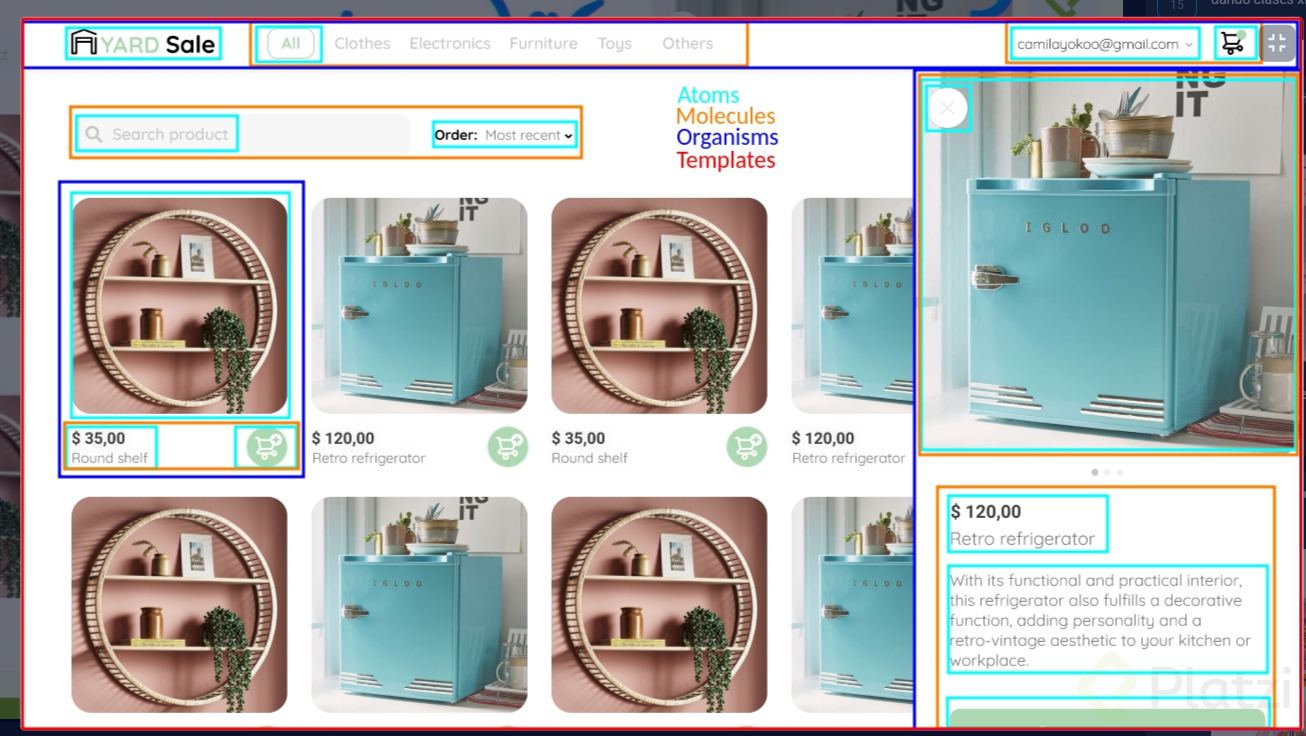 15
dando clases x
YARD Sale
All
Clothes
Electronics
Furniture
Toys
Others
camilayokoo@gmail.com
Search product
Order: Most recent
Atoms
Molecules
Organisms
Templates
NG
IT
IGLOO
$ 35,00
Round shelf
$ 120,00
Retro refrigerator
$ 35,00
Round shelf
$ 120,00
Retro refrigerator
$ 120,00
Retro refrigerator
With its functional and practical interior,
this refrigerator also fulfills a decorative
function, adding personality and a
retro-vintage aesthetic to your kitchen or
workplace.
Platzi